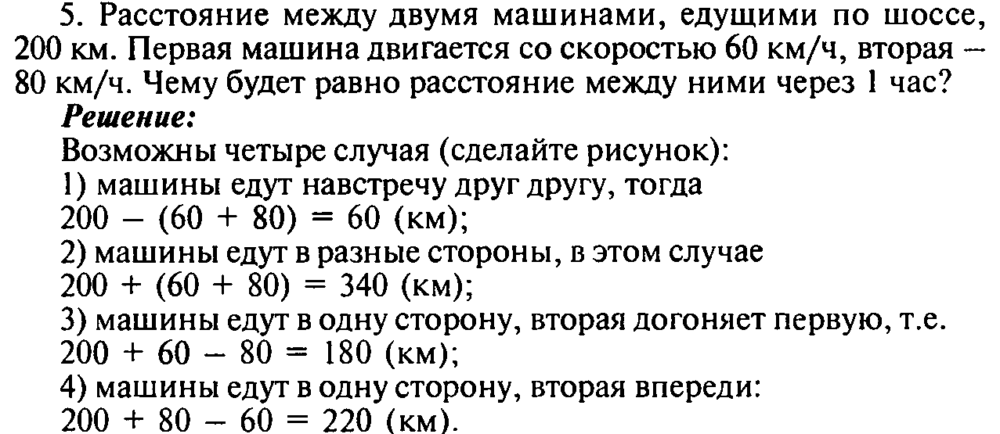 5. Расстояние между двумя машинами, едущими по шоссе,
200 км. Первая машина двигается со скоростью 60 км/ч, вторая –
80 км/ч. Чему будет равно расстояние между ними через 1 час?
Решение:
Возможны четыре случая (сделайте рисунок):
1) машины едут навстречу друг другу, тогда
200 – (60 + 80) = 60 (км);
2) машины едут в разные стороны, в этом случае
200 + (60 + 80) = 340 (км);
3) машины едут в одну сторону, вторая догоняет первую, т.е.
200 + 60 – 80 = 180 (км);
4) машины едут в одну сторону, вторая впереди:
200 + 80 – 60 = 220 (км).